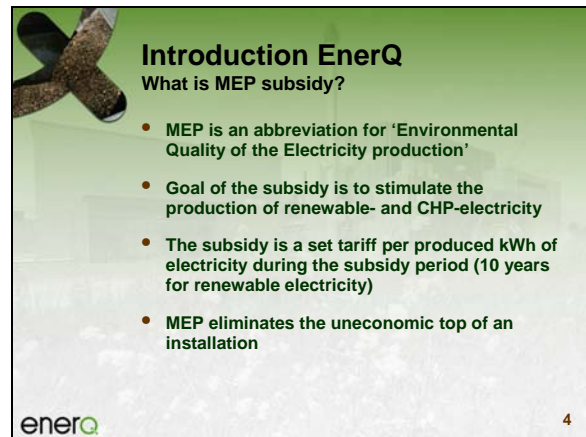 Introduction EnerQ
What is MEP subsidy?
• MEP is an abbreviation for ‘Environmental
Quality of the Electricity production’
• Goal of the subsidy is to stimulate the
production of renewable- and CHP-electricity
• The subsidy is a set tariff per produced kWh of
electricity during the subsidy period (10 years
for renewable electricity)
• MEP eliminates the uneconomic top of an
installation
enerQ
4